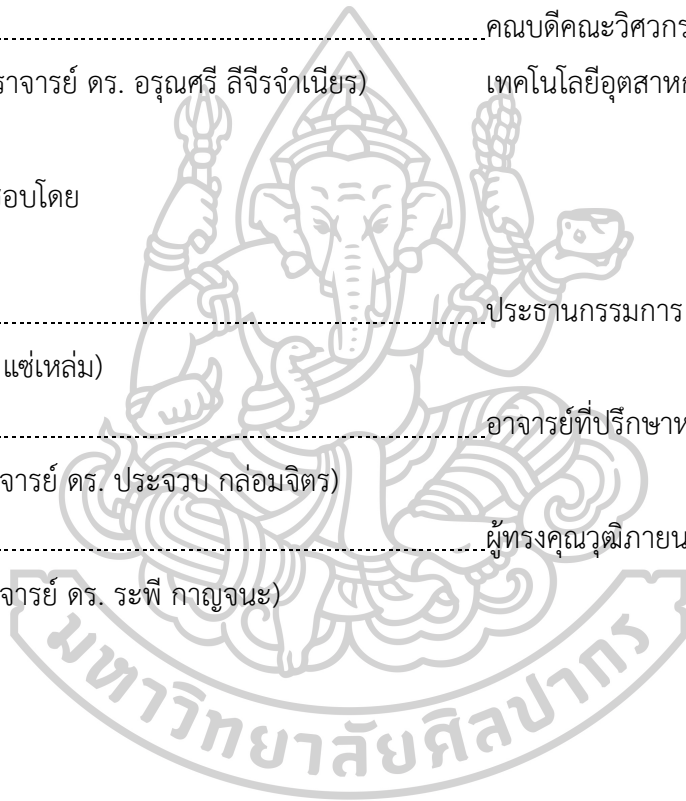 คณบดีคณะวิศวกร
ราจารย์ ดร. อรุณศรี ลีจีรจำเนียร) เทคโนโลยีอุตสาหก
สอบโดย
ประธานกรรมการ
แซ่เหล่ม)
อาจารย์ที่ปรึกษาห
จารย์ ดร. ประจวบ กล่อมจิตร)
ผู้ทรงคุณวุฒิภายน
จารย์ ดร. ระพี กาญจนะ)
มหาวิทยาลัยศิลปากร